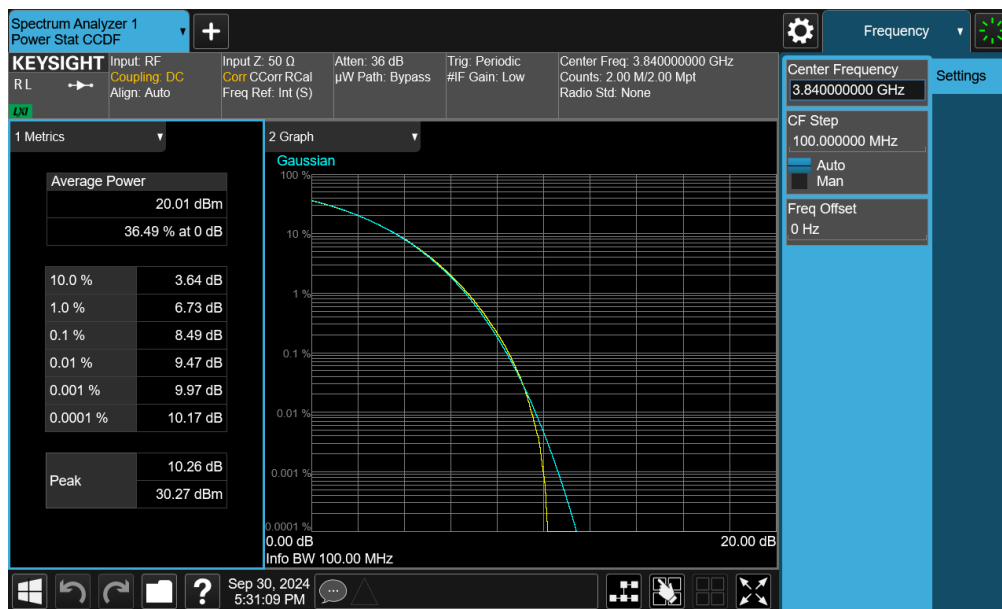 Spectrum Analyzer 1
Power Stat CCDF
+
Frequency
KEYSIGHT
RL
LXI
Input: RF
Coupling: DC
Align: Auto
Input Z: 50 Ω
Corr CCorr RCal
Freq Ref: Int (S)
Atten: 36 dB
µW Path: Bypass
Trig: Periodic
#IF Gain: Low
Center Freq: 3.840000000 GHz
Counts: 2.00 M/2.00 Mpt
Radio Std: None
Center Frequency
3.840000000 GHz
Settings
CF Step
100.000000 MHz
Auto
Man
Freq Offset
0 Hz
1 Metrics
Average Power
20.01 dBm
36.49 % at 0 dB
10.0 % 3.64 dB
1.0 % 6.73 dB
0.1 % 8.49 dB
0.01 % 9.47 dB
0.001 % 9.97 dB
0.0001 % 10.17 dB
Peak
10.26 dB
30.27 dBm
2 Graph
Gaussian
100 %
10 %
1 %
0.1 %
0.01 %
0.001 %
0.0001 %
0.00 dB 20.00 dB
Info BW 100.00 MHz
?
Sep 30, 2024
5:31:09 PM